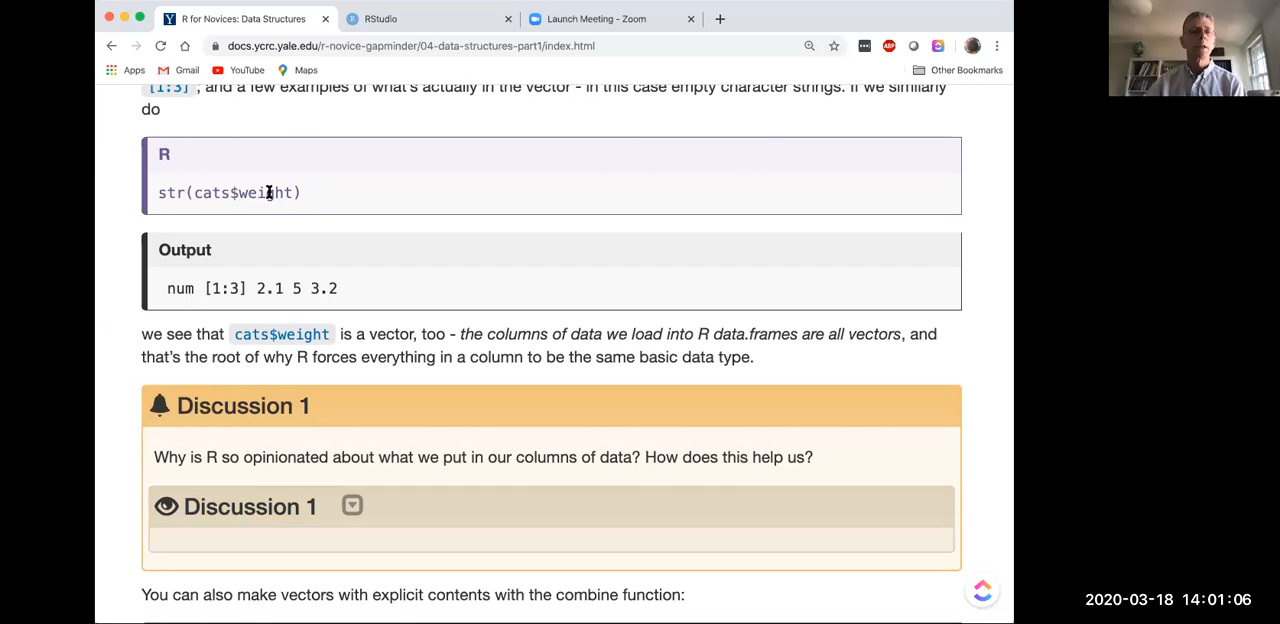 R for Novices: Data Structures
RStudio
Launch Meeting - Zoom
docs.ycrc.yale.edu/r-novice-gapminder/04-data-structures-part1/index.html
ABP
Apps
Gmail
YouTube
Maps
Other Bookmarks
[1:3] , and a few examples of what's actually in the vector - in this case empty character strings. If we similarly
do
R
str(cats$weight)
Output
num [1:3] 2.1 5 3.2
we see that cats$weight is a vector, too - the columns of data we load into R data.frames are all vectors, and
that's the root of why R forces everything in a column to be the same basic data type.
Discussion 1
Why is R so opinionated about what we put in our columns of data? How does this help us?
Discussion 1
You can also make vectors with explicit contents with the combine function:
2020-03-18 14:01:06